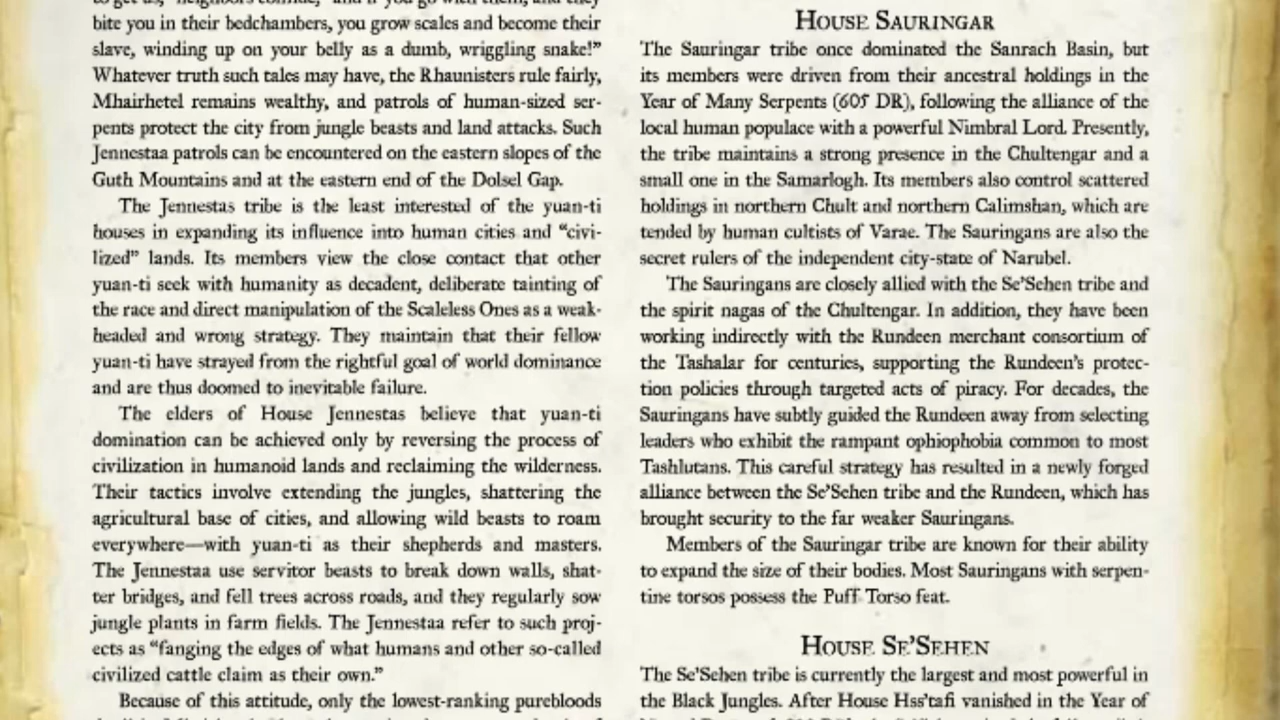 bite you in their bedchambers, you grow scales and become their
slave, winding up on your belly as a dumb, wriggling snake!”
Whatever truth such tales may have, the Rhaunisters rule fairly,
Mhairhetel remains wealthy, and patrols of human-sized ser-
pents protect the city from jungle beasts and land attacks. Such
Jennestaa patrols can be encountered on the eastern slopes of the
Guth Mountains and at the eastern end of the Dolsel Gap.
The Jennestas tribe is the least interested of the yuan-ti
houses in expanding its influence into human cities and “civi-
lized” lands. Its members view the close contact that other
yuan-ti seek with humanity as decadent, deliberate tainting of
the race and direct manipulation of the Scaleless Ones as a weak-
headed and wrong strategy. They maintain that their fellow
yuan-ti have strayed from the rightful goal of world dominance
and are thus doomed to inevitable failure.
The elders of House Jennestas believe that yuan-ti
domination can be achieved only by reversing the process of
civilization in humanoid lands and reclaiming the wilderness.
Their tactics involve extending the jungles, shattering the
agricultural base of cities, and allowing wild beasts to roam
everywhere—with yuan-ti as their shepherds and masters.
The Jennestaa use servitor beasts to break down walls, shat-
ter bridges, and fell trees across roads, and they regularly sow
jungle plants in farm fields. The Jennestaa refer to such proj-
ects as “fanging the edges of what humans and other so-called
civilized cattle claim as their own.”
Because of this attitude, only the lowest-ranking purebloods
House Sauringar
The Sauringar tribe once dominated the Sanrach Basin, but
its members were driven from their ancestral holdings in the
Year of Many Serpents (605 DR), following the alliance of the
local human populace with a powerful Nimbral Lord. Presently,
the tribe maintains a strong presence in the Chultengar and a
small one in the Samarlogh. Its members also control scattered
holdings in northern Chult and northern Calimshan, which are
tended by human cultists of Varae. The Sauringars are also the
secret rulers of the independent city-state of Narubel.
The Sauringars are closely allied with the Se’Sehen tribe and
the spirit nagas of the Chultengar. In addition, they have been
working indirectly with the Rundeen merchant consortium of
the Tashalar for centuries, supporting the Rundeen’s protec-
tion policies through targeted acts of piracy. For decades, the
Sauringars have subtly guided the Rundeen away from selecting
leaders who exhibit the rampant ophiophobia common to most
Tashlutans. This careful strategy has resulted in a newly forged
alliance between the Se’Sehen tribe and the Rundeen, which has
brought security to the far weaker Sauringars.
Members of the Sauringar tribe are known for their ability
to expand the size of their bodies. Most Sauringars with serpen-
tine torsos possess the Puff Torso feat.
House Se’Sehen
The Se’Sehen tribe is currently the largest and most powerful in
the Black Jungles. After House Hss’tafi vanished in the Year of